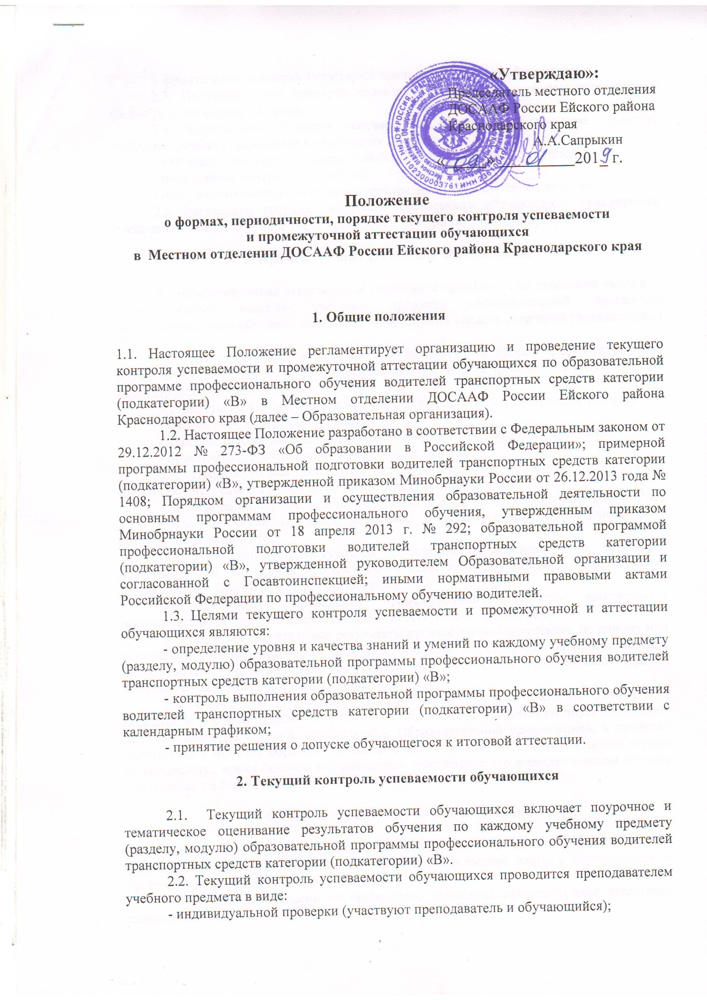 «Утверждаю»:
Председатель местного отделения
ДОСААФ России Ейского района
Краснодарского края
А.А.Сапрыкин
« 09 » 01 2019 г.
Положение
о формах, периодичности, порядке текущего контроля успеваемости
и промежуточной аттестации обучающихся
в Местном отделении ДОСААФ России Ейского района Краснодарского края
1. Общие положения
1.1. Настоящее Положение регламентирует организацию и проведение текущего
контроля успеваемости и промежуточной аттестации обучающихся по образовательной
программе профессионального обучения водителей транспортных средств категории
(подкатегории) «В» в Местном отделении ДОСААФ России Ейского района
Краснодарского края (далее – Образовательная организация).
1.2. Настоящее Положение разработано в соответствии с Федеральным законом от
29.12.2012 № 273-ФЗ «Об образовании в Российской Федерации»; примерной
программы профессиональной подготовки водителей транспортных средств категории
(подкатегории) «В», утвержденной приказом Минобрнауки России от 26.12.2013 года №
1408; Порядком организации и осуществления образовательной деятельности по
основным программам профессионального обучения, утвержденным приказом
Минобрнауки России от 18 апреля 2013 г. № 292; образовательной программой
профессиональной подготовки водителей транспортных средств категории
(подкатегории) «В», утвержденной руководителем Образовательной организации и
согласованной с Госавтоинспекцией; иными нормативными правовыми актами
Российской Федерации по профессиональному обучению водителей.
1.3. Целями текущего контроля успеваемости и промежуточной и аттестации
обучающихся являются:
- определение уровня и качества знаний и умений по каждому учебному предмету
(разделу, модулю) образовательной программы профессионального обучения водителей
транспортных средств категории (подкатегории) «В»;
- контроль выполнения образовательной программы профессионального обучения
водителей транспортных средств категории (подкатегории) «В» в соответствии с
календарным графиком;
- принятие решения о допуске обучающегося к итоговой аттестации.
2. Текущий контроль успеваемости обучающихся
2.1. Текущий контроль успеваемости обучающихся включает поурочное и
тематическое оценивание результатов обучения по каждому учебному предмету
(разделу, модулю) образовательной программы профессионального обучения водителей
транспортных средств категории (подкатегории) «В».
2.2. Текущий контроль успеваемости обучающихся проводится преподавателем
учебного предмета в виде:
- индивидуальной проверки (участвуют преподаватель и обучающийся);